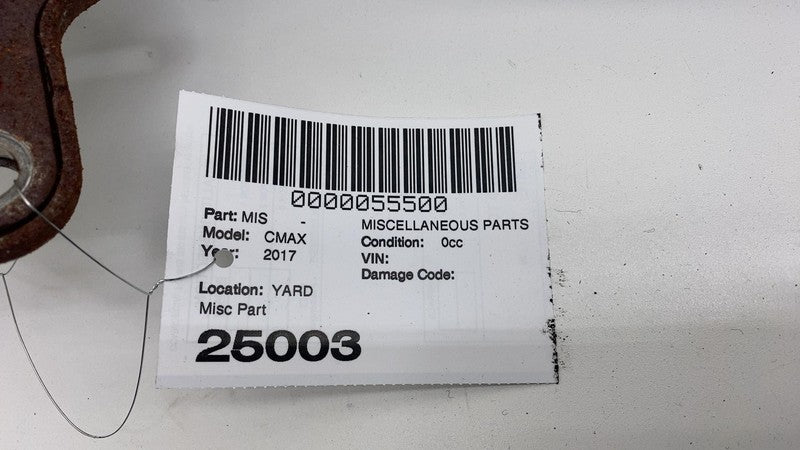 0000055500
Part: MIS - MISCELLANEOUS PARTS
Model: CMAX Condition: 0cc
Year: 2017 VIN:
Damage Code:
Location: YARD
Misc Part
25003